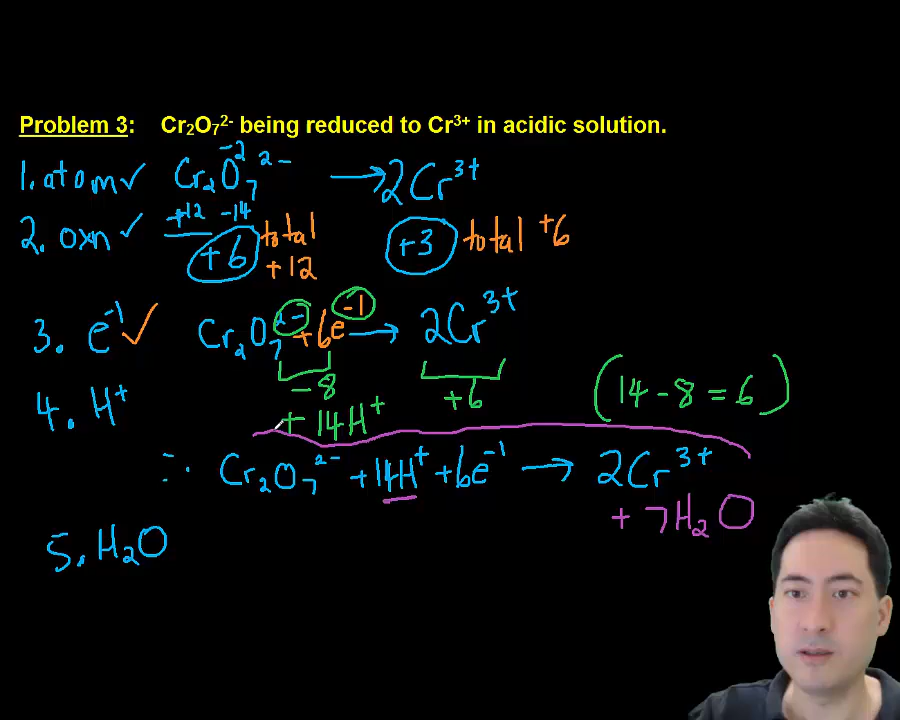 Problem 3: Cr₂O₇²⁻ being reduced to Cr³⁺ in acidic solution.
1. atom ✓ Cr₂O₇²⁻ → 2Cr³⁺
-2
2. oxn ✓ +12 -14
+6 total +12 +3 total +6
3. e⁻¹ ✓ Cr₂O₇²⁻ + 6e⁻¹ → 2Cr³⁺
-8 +6 (14 - 8 = 6)
4. H⁺ + 14H⁺
∴ Cr₂O₇²⁻ + 14H⁺ + 6e⁻¹ → 2Cr³⁺
+ 7H₂O
5. H₂O